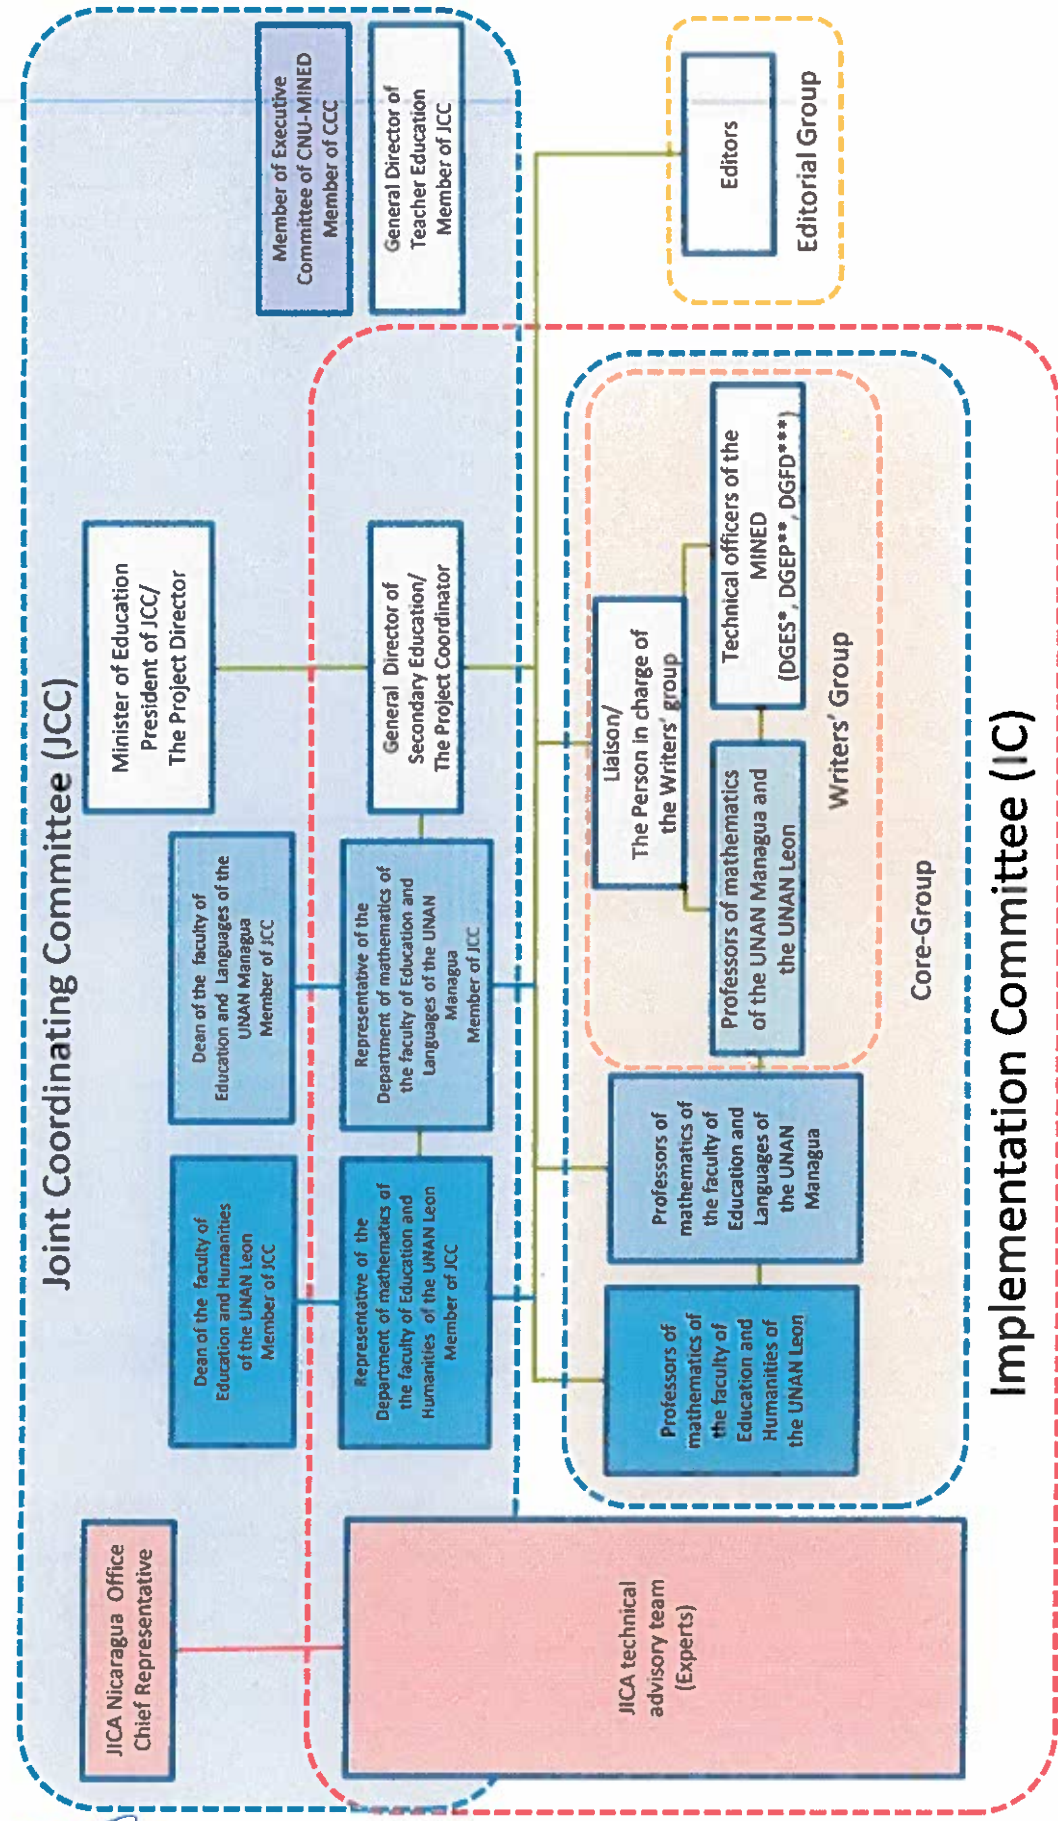 Joint Coordinating Committee (JCC)
JICA Nicaragua Office
Chief Representative
Minister of Education
President of JCC/
The Project Director
Dean of the faculty of
Education and Humanities
of the UNAN Leon
Member of JCC
Dean of the faculty of
Education and Languages of the
UNAN Managua
Member of JCC
Member of Executive
Committee of CNU-MINED
Member of CCC
JICA technical
advisory team
(Experts)
Representative of the
Department of mathematics of
the faculty of Education and
Humanities of the UNAN Leon
Member of JCC
Representative of the
Department of mathematics of
the faculty of Education and
Languages of the UNAN
Managua
Member of JCC
General Director of
Secondary Education/
The Project Coordinator
General Director of
Teacher Education
Member of JCC
Professors of
mathematics of
the faculty of
Education and
Humanities of
the UNAN Leon
Professors of
mathematics of
the faculty of
Education and
Languages of
the UNAN
Managua
Liaison/
The Person in charge of
the Writers' group
Professors of mathematics
of the UNAN Managua and
the UNAN Leon
Technical officers of the
MINED
(DGES*, DGEP**, DGFD***)
Writers' Group
Core-Group
Editors
Editorial Group
Implementation Committee (IC)